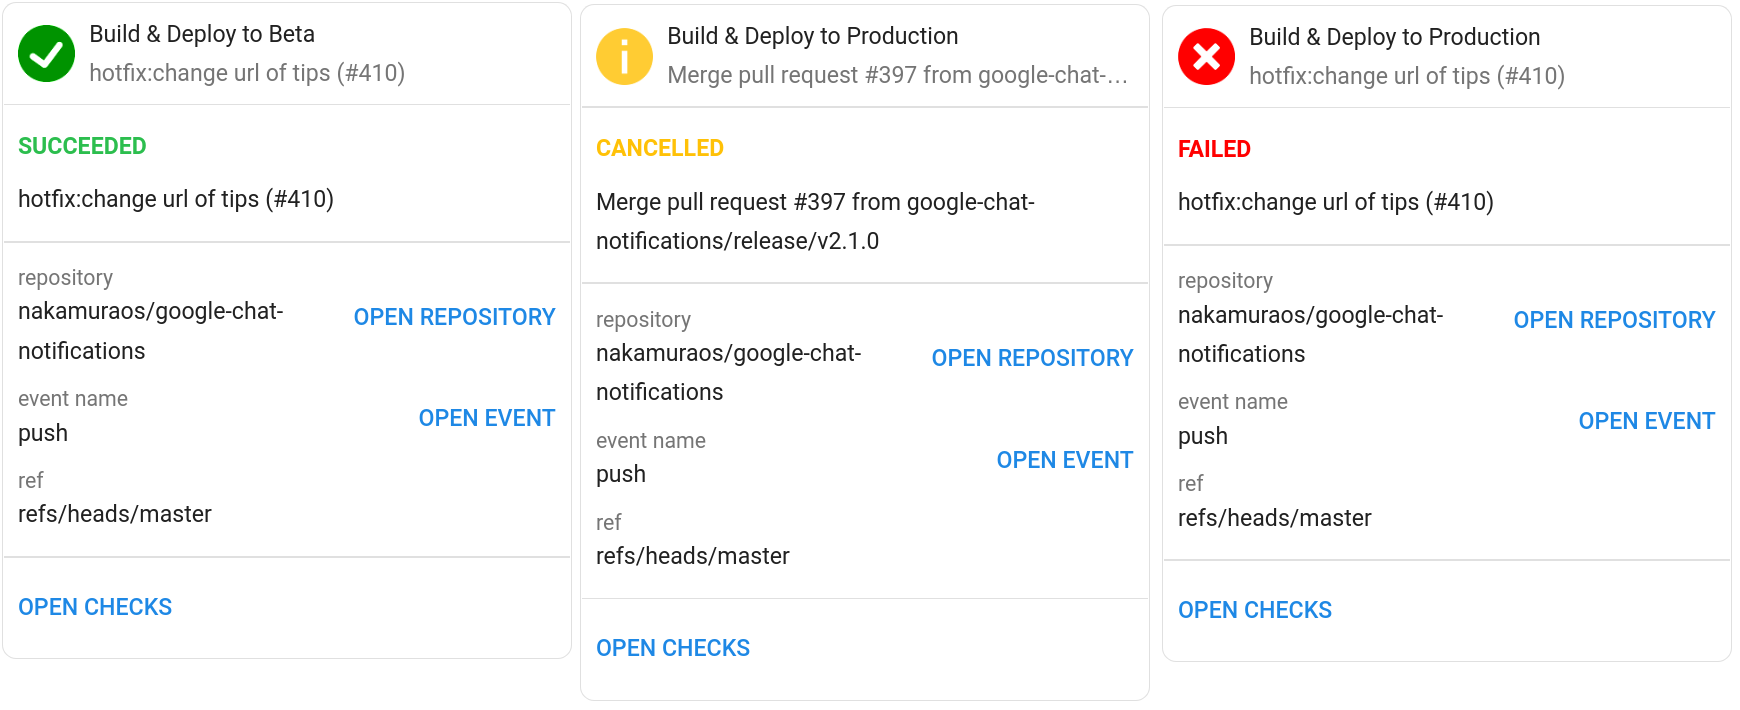 Build & Deploy to Beta
hotfix:change url of tips (#410)
SUCCEEDED
hotfix:change url of tips (#410)
repository
nakamuraos/google-chat-
notifications
OPEN REPOSITORY
event name
push
OPEN EVENT
ref
refs/heads/master
OPEN CHECKS
Build & Deploy to Production
Merge pull request #397 from google-chat-...
CANCELLED
Merge pull request #397 from google-chat-
notifications/release/v2.1.0
repository
nakamuraos/google-chat-
notifications
OPEN REPOSITORY
event name
push
OPEN EVENT
ref
refs/heads/master
OPEN CHECKS
Build & Deploy to Production
hotfix:change url of tips (#410)
FAILED
hotfix:change url of tips (#410)
repository
nakamuraos/google-chat-
notifications
OPEN REPOSITORY
event name
push
OPEN EVENT
ref
refs/heads/master
OPEN CHECKS